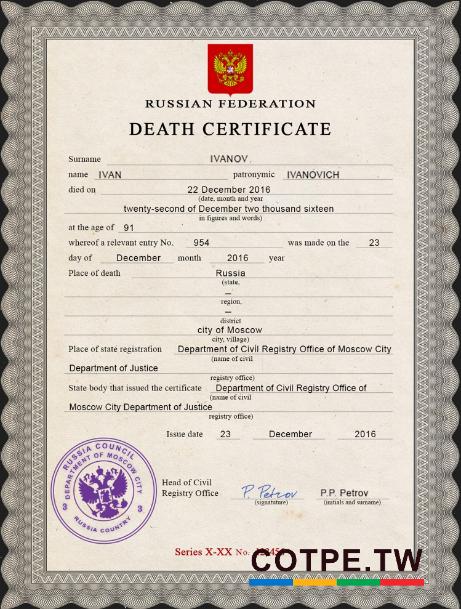 RUSSIAN FEDERATION
DEATH CERTIFICATE
Surname IVANOV
name IVAN patronymic IVANOVICH
died on 22 December 2016
(date, month and year
twenty-second of December two thousand sixteen
in figures and words)
at the age of 91
whereof a relevant entry No. 954 was made on the 23
day of December month 2016 year
Place of death Russia
(state,
–
region,
–
district
city of Moscow
city, village)
Place of state registration Department of Civil Registry Office of Moscow City
(name of civil
Department of Justice
registry office)
State body that issued the certificate Department of Civil Registry Office of
(name of civil
Moscow City Department of Justice
registry office)
Issue date 23 December 2016
RUSSIA COUNCIL
DEPARTMENT OF MOSCOW CITY
RUSSIA COUNTRY
Head of Civil
Registry Office P. Petrov P.P. Petrov
(signature) (initials and surname)
Series X-XX No.
COTPE.TW